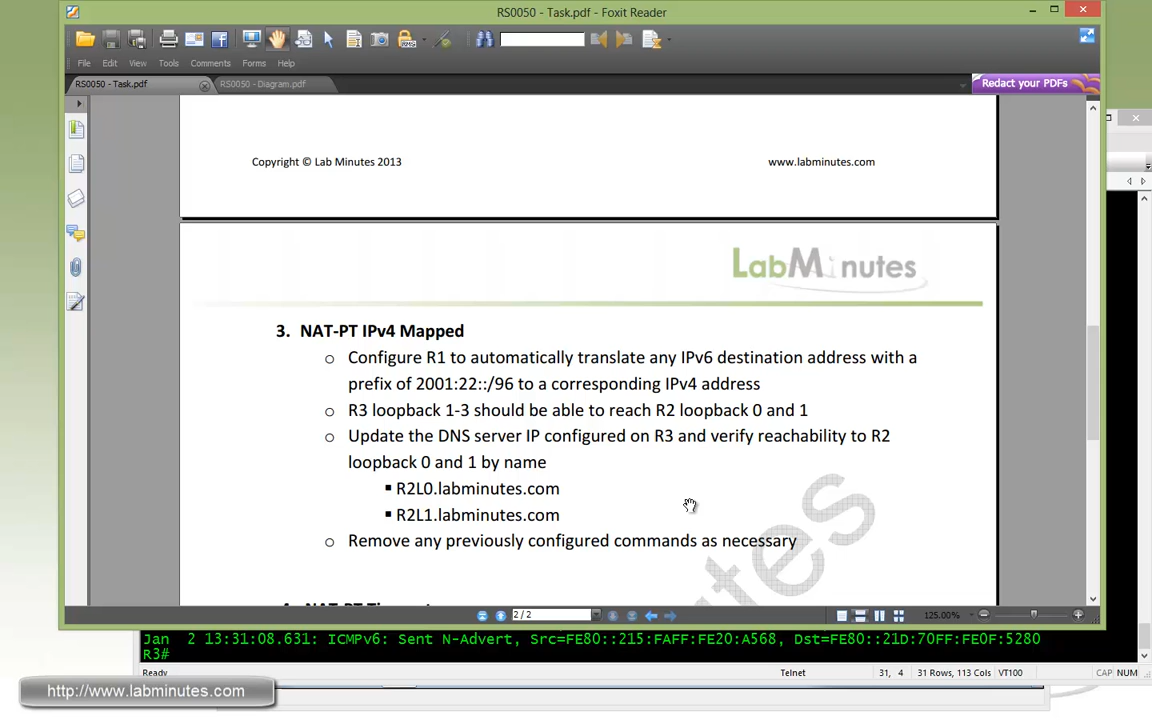 RS0050 - Task.pdf - Foxit Reader
File Edit View Tools Comments Forms Help
RS0050 - Task.pdf RS0050 - Diagram.pdf Redact your PDFs
Copyright © Lab Minutes 2013 www.labminutes.com
LabMinutes
3. NAT-PT IPv4 Mapped
o Configure R1 to automatically translate any IPv6 destination address with a
prefix of 2001:22::/96 to a corresponding IPv4 address
o R3 loopback 1-3 should be able to reach R2 loopback 0 and 1
o Update the DNS server IP configured on R3 and verify reachability to R2
loopback 0 and 1 by name
▪ R2L0.labminutes.com
▪ R2L1.labminutes.com
o Remove any previously configured commands as necessary
2 / 2 125.00%
Jan 2 13:31:08.631: ICMPv6: Sent N-Advert, Src=FE80::215:FAFF:FE20:A568, Dst=FE80::21D:70FF:FE0F:5280
R3#
Ready Telnet 31, 4 31 Rows, 113 Cols VT100 CAP NUM
http://www.labminutes.com